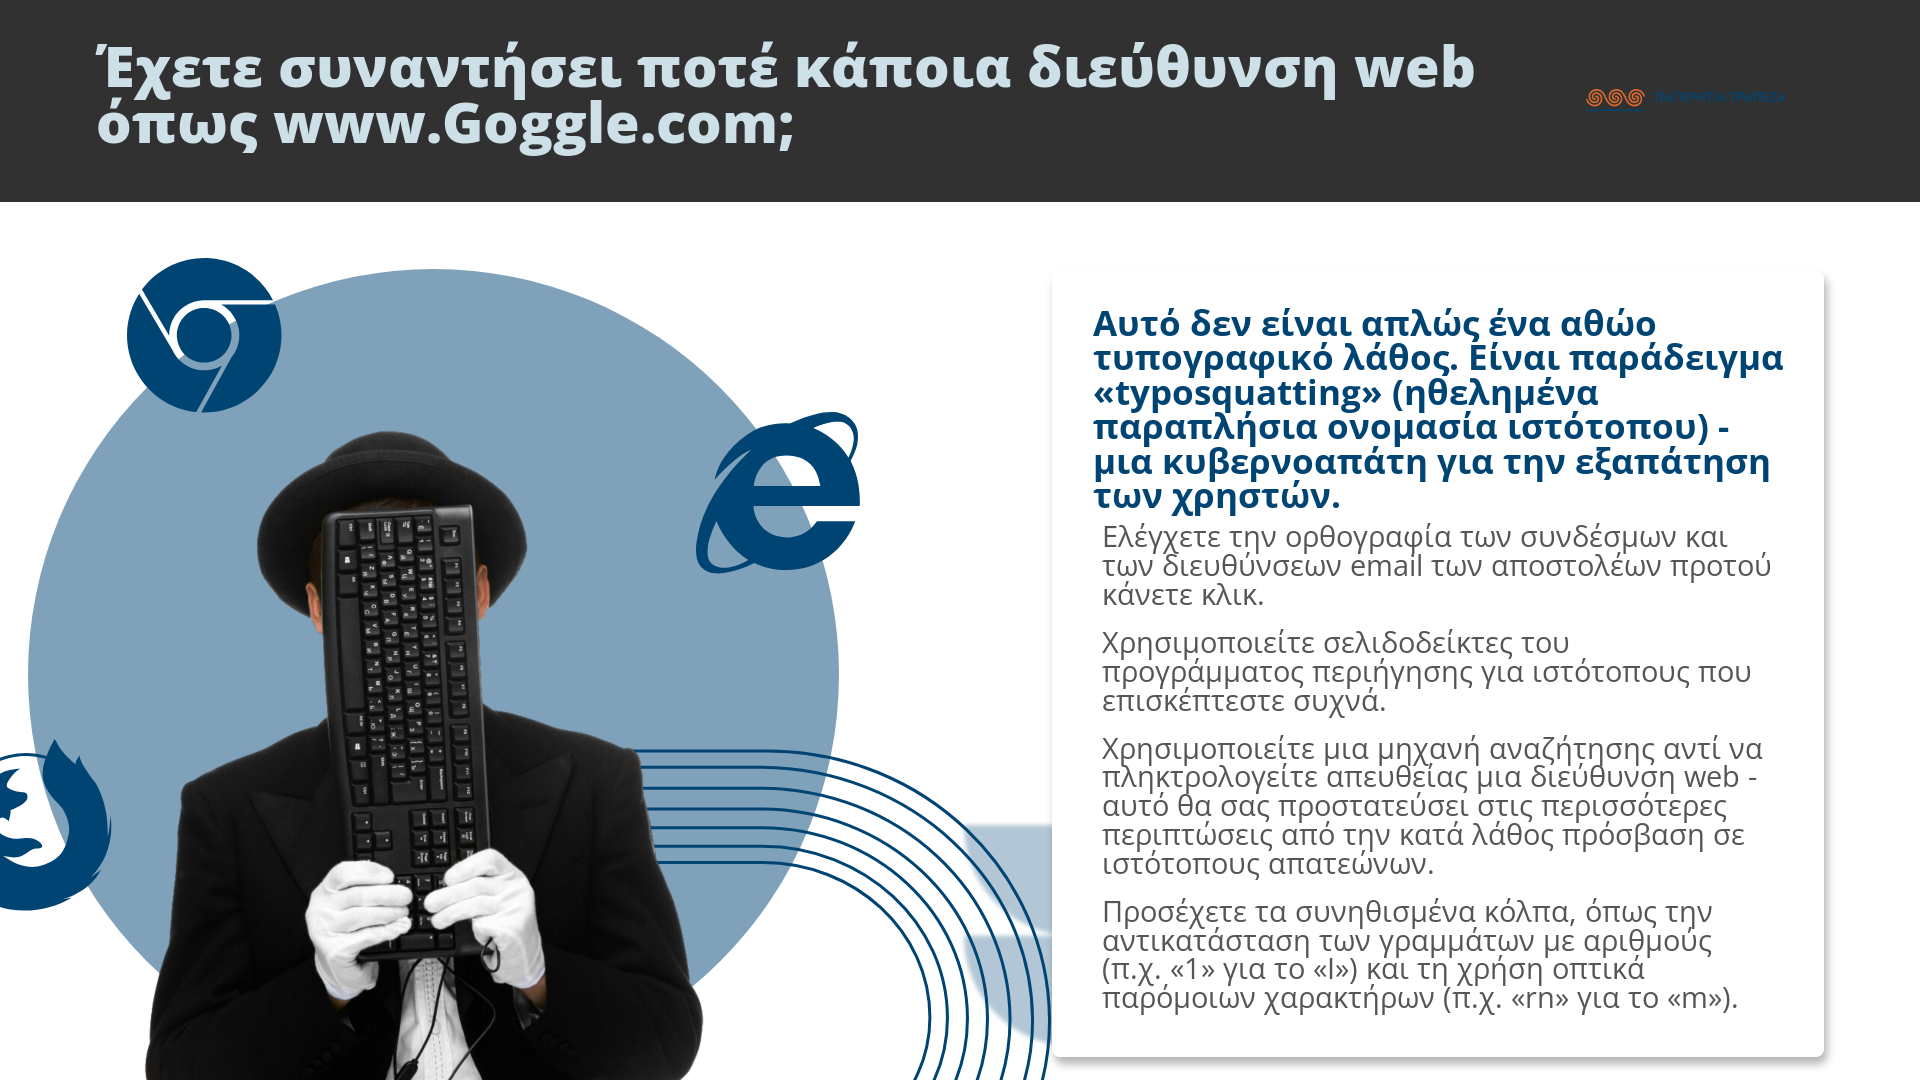 Έχετε συναντήσει ποτέ κάποια διεύθυνση web
όπως www.Goggle.com;
ΠΑΓΚΡΗΤΙΑ ΤΡΑΠΕΖΑ
Αυτό δεν είναι απλώς ένα αθώο
τυπογραφικό λάθος. Είναι παράδειγμα
«typosquatting» (ηθελημένα
παραπλήσια ονομασία ιστότοπου) -
μια κυβερνοαπάτη για την εξαπάτηση
των χρηστών.
Ελέγχετε την ορθογραφία των συνδέσμων και
των διευθύνσεων email των αποστολέων προτού
κάνετε κλικ.
Χρησιμοποιείτε σελιδοδείκτες του
προγράμματος περιήγησης για ιστότοπους που
επισκέπτεστε συχνά.
Χρησιμοποιείτε μια μηχανή αναζήτησης αντί να
πληκτρολογείτε απευθείας μια διεύθυνση web -
αυτό θα σας προστατεύσει στις περισσότερες
περιπτώσεις από την κατά λάθος πρόσβαση σε
ιστότοπους απατεώνων.
Προσέχετε τα συνηθισμένα κόλπα, όπως την
αντικατάσταση των γραμμάτων με αριθμούς
(π.χ. «1» για το «l») και τη χρήση οπτικά
παρόμοιων χαρακτήρων (π.χ. «rn» για το «m»).